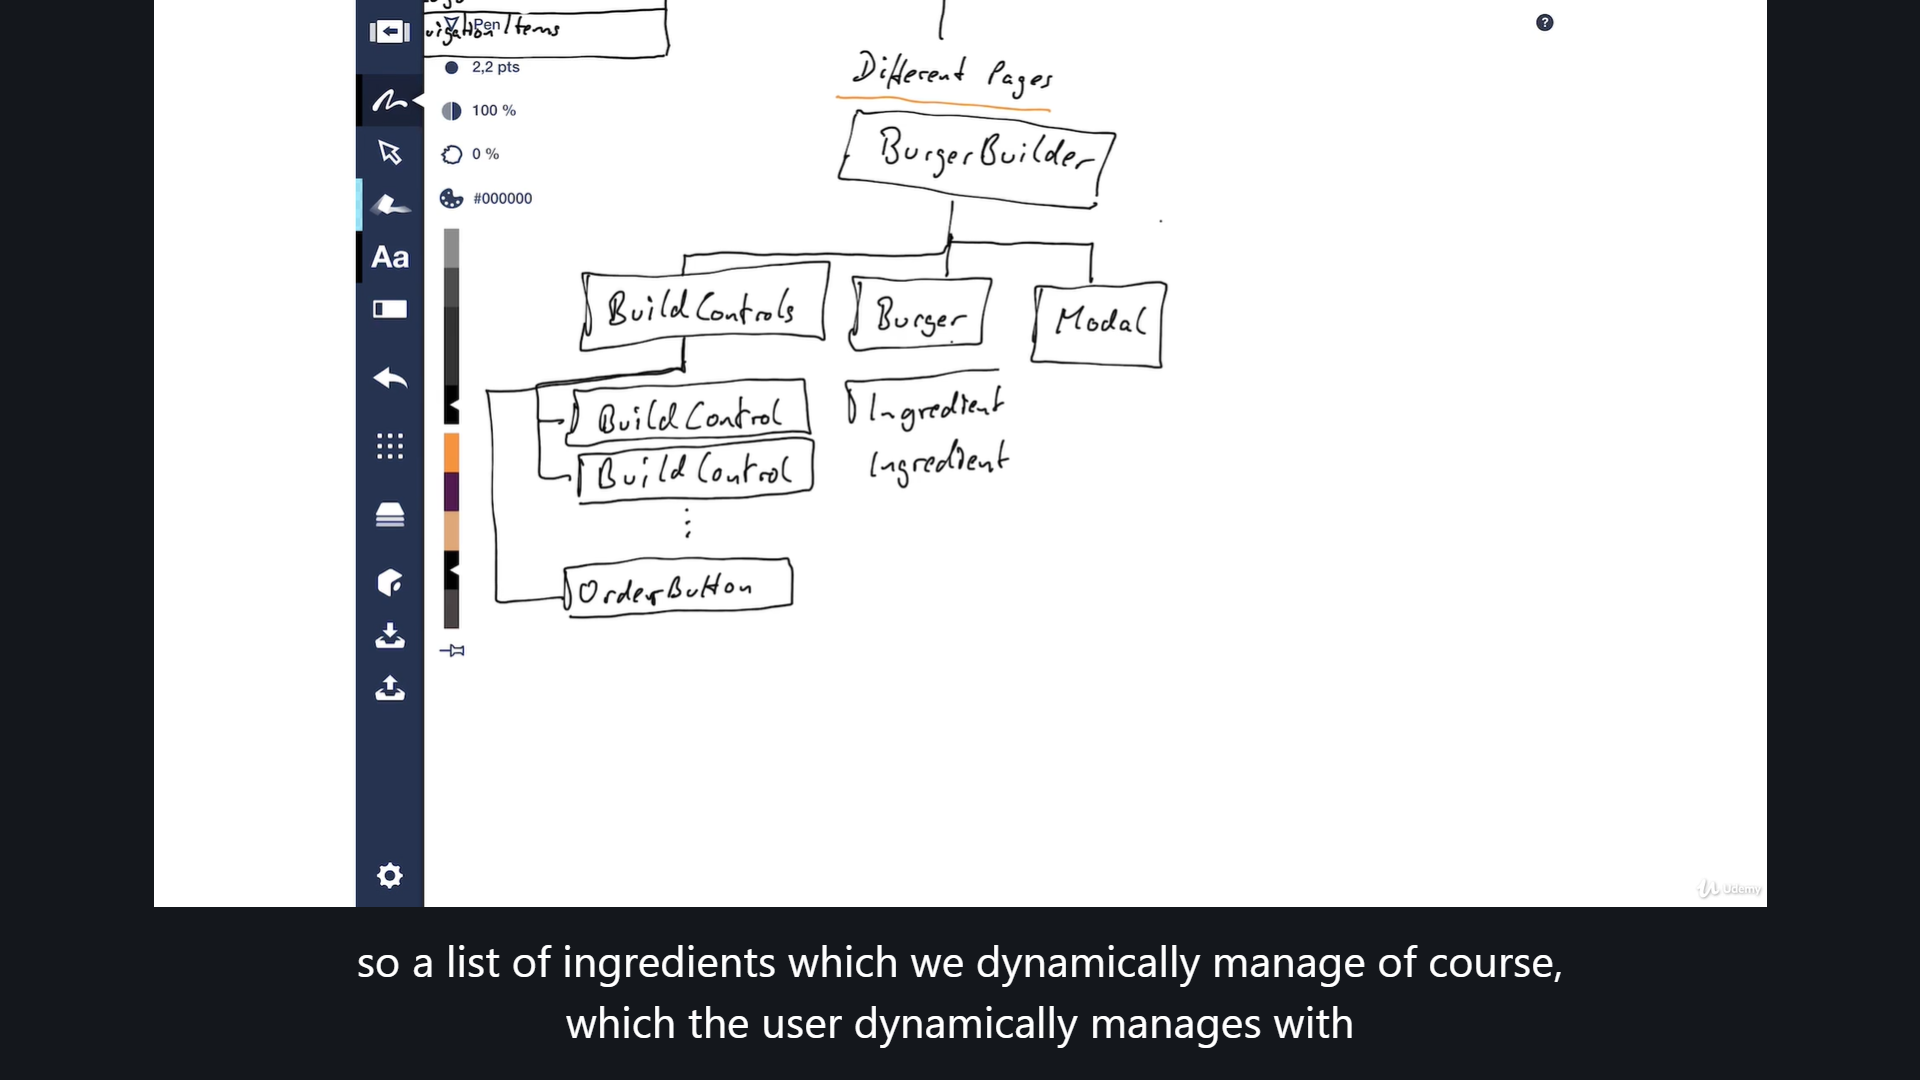 Navigation Items
Pen
2,2 pts
100 %
0 %
#000000
Aa
?
Different Pages
BurgerBuilder
BuildControls
Burger
Modal
BuildControl
Ingredient
BuildControl
Ingredient
OrderButton
Udemy
so a list of ingredients which we dynamically manage of course,
which the user dynamically manages with